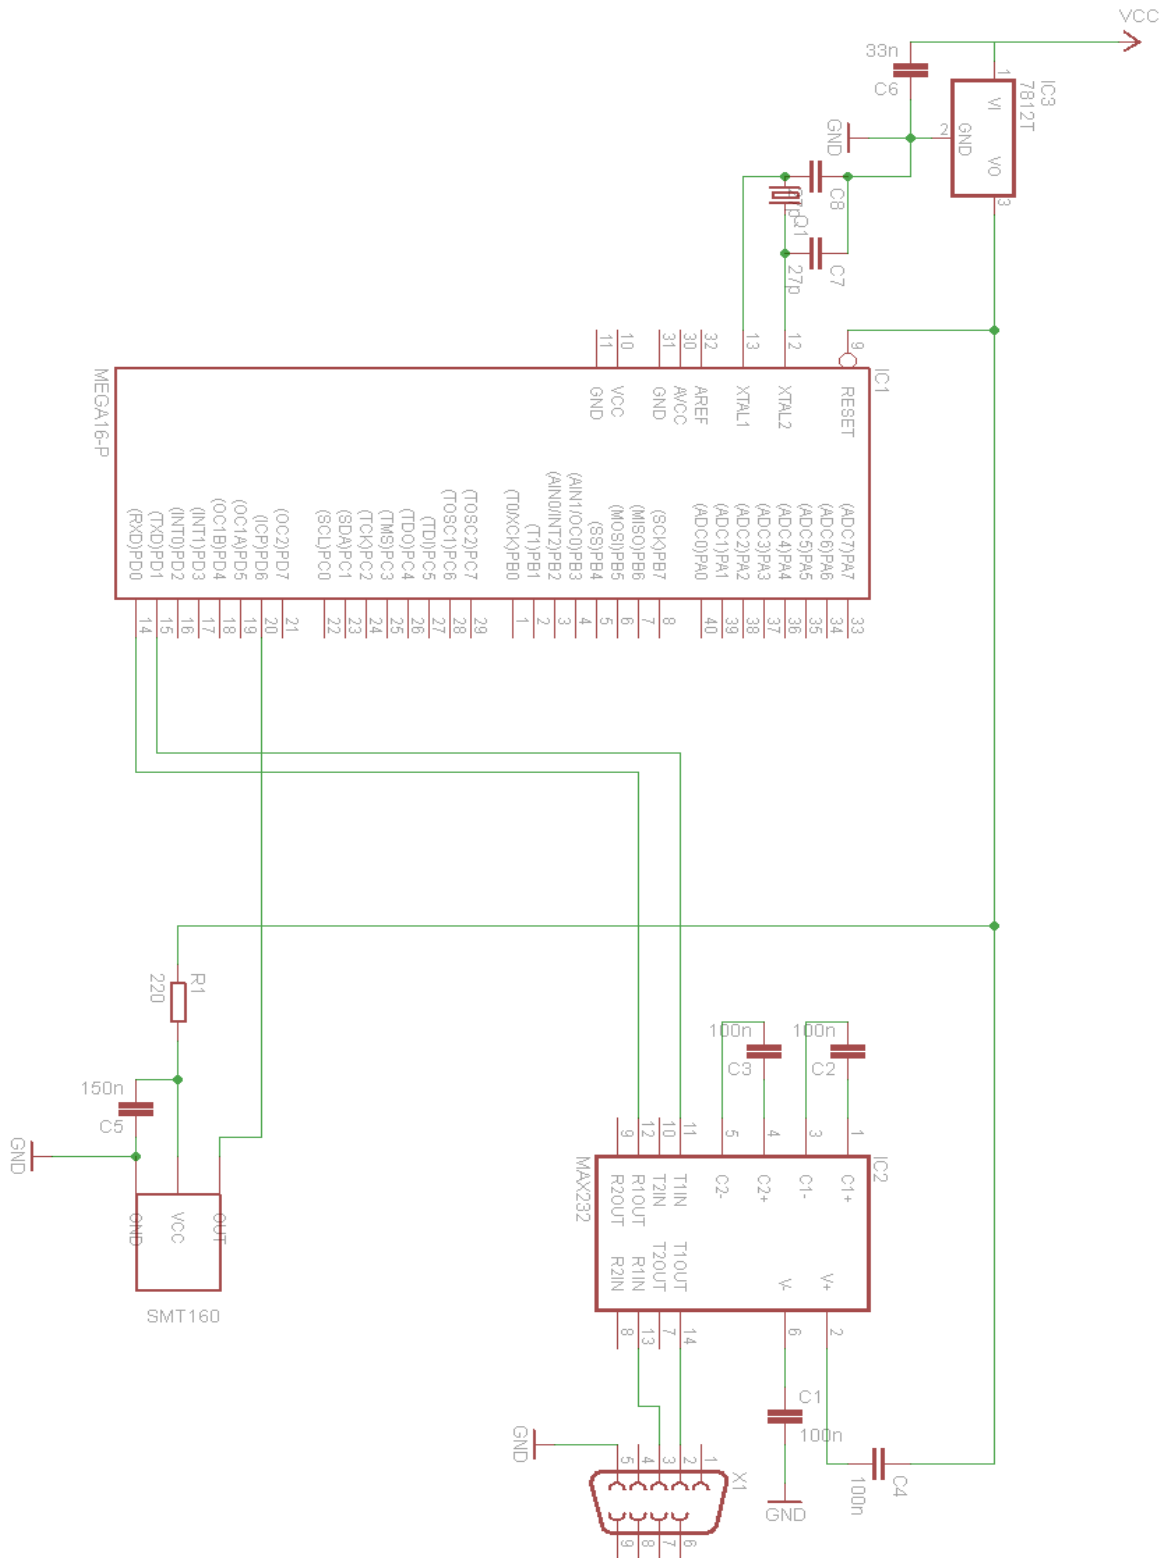 VCC
33n
C6
1
IC3
7812T
VI
GND
2
GND
VO
3
C8
27p
Q1
C7
27p
11
10
31
30
32
13
12
9
IC1
MEGA16-P
GND
VCC
GND
AVCC
AREF
XTAL1
XTAL2
RESET
(RXD)PD0
(TXD)PD1
(INT0)PD2
(INT1)PD3
(OC1B)PD4
(OC1A)PD5
(ICP)PD6
(OC2)PD7
(SCL)PC0
(SDA)PC1
(TCK)PC2
(TMS)PC3
(TDO)PC4
(TDI)PC5
(TOSC1)PC6
(TOSC2)PC7
(T0/XCK)PB0
(T1)PB1
(AIN0/INT2)PB2
(AIN1/OC0)PB3
(SS)PB4
(MOSI)PB5
(MISO)PB6
(SCK)PB7
(ADC0)PA0
(ADC1)PA1
(ADC2)PA2
(ADC3)PA3
(ADC4)PA4
(ADC5)PA5
(ADC6)PA6
(ADC7)PA7
14
15
16
17
18
19
20
21
22
23
24
25
26
27
28
29
1
2
3
4
5
6
7
8
40
39
38
37
36
35
34
33
R1
220
150n
C5
GND
GND
VCC
OUT
SMT160
100n
C3
100n
C2
9
12
10
11
5
4
3
1
IC2
MAX232
R2OUT
R1OUT
T2IN
T1IN
C2-
C2+
C1-
C1+
R2IN
R1IN
T2OUT
T1OUT
V-
V+
8
13
7
14
6
2
C1
100n
GND
C4
100n
GND
5
4
3
2
1
X1
9
8
7
6